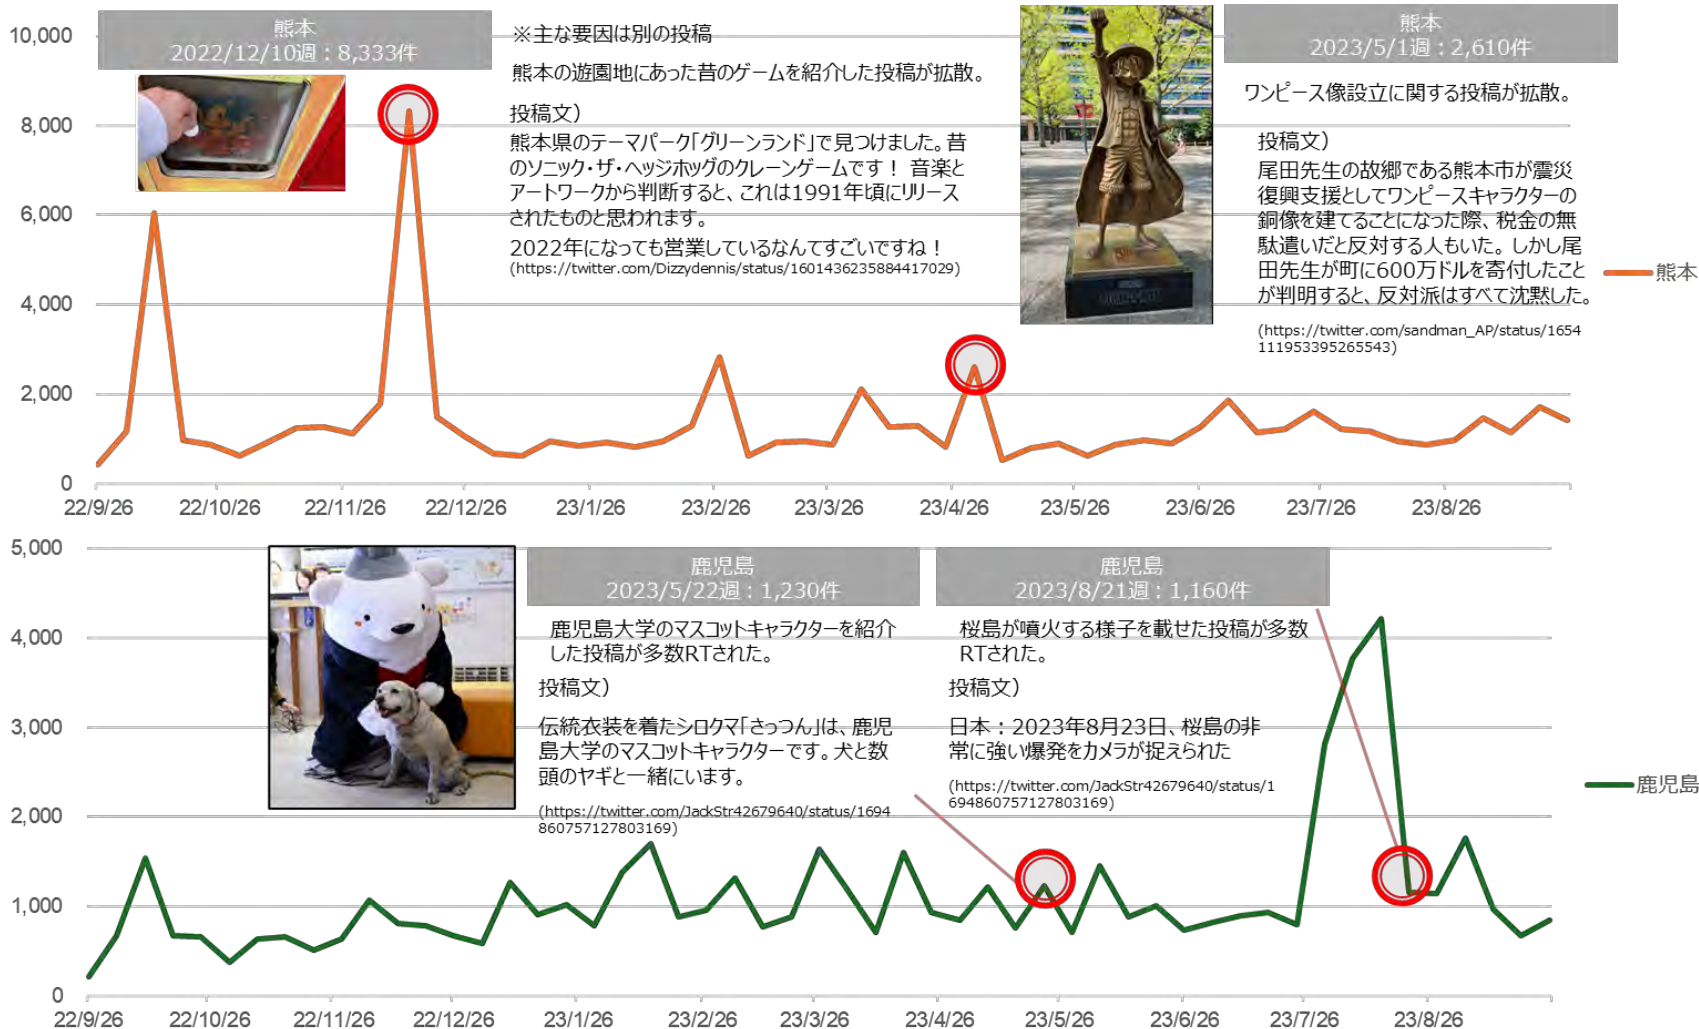 熊本
2022/12/10週：8,333件
※主な要因は別の投稿
熊本の遊園地にあった昔のゲームを紹介した投稿が拡散。
投稿文）
熊本県のテーマパーク「グリーンランド」で見つけました。昔
のソニック・ザ・ヘッジホッグのクレーンゲームです！ 音楽と
アートワークから判断すると、これは1991年頃にリリース
されたものと思われます。
2022年になっても営業しているなんてすごいですね！
(https://twitter.com/Dizzydennis/status/1601436235884417029)
熊本
2023/5/1週：2,610件
ワンピース像設立に関する投稿が拡散。
投稿文）
尾田先生の故郷である熊本市が震災
復興支援としてワンピースキャラクターの
銅像を建てることになった際、税金の無
駄遣いだと反対する人もいた。しかし尾
田先生が町に600万ドルを寄付したこと
が判明すると、反対派はすべて沈黙した。
(https://twitter.com/sandman_AP/status/1654
111953395265543)
熊本
10,000
8,000
6,000
4,000
2,000
0
22/9/26 22/10/26 22/11/26 22/12/26 23/1/26 23/2/26 23/3/26 23/4/26 23/5/26 23/6/26 23/7/26 23/8/26
鹿児島
2023/5/22週：1,230件
鹿児島大学のマスコットキャラクターを紹介
した投稿が多数RTされた。
投稿文）
伝統衣装を着たシロクマ「さっつん」は、鹿児
島大学のマスコットキャラクターです。犬と数
頭のヤギと一緒にいます。
(https://twitter.com/JackStr42679640/status/1694
860757127803169)
鹿児島
2023/8/21週：1,160件
桜島が噴火する様子を載せた投稿が多数
RTされた。
投稿文）
日本：2023年8月23日、桜島の非
常に強い爆発をカメラが捉えられた
(https://twitter.com/JackStr42679640/status/1
694860757127803169)
鹿児島
5,000
4,000
3,000
2,000
1,000
0
22/9/26 22/10/26 22/11/26 22/12/26 23/1/26 23/2/26 23/3/26 23/4/26 23/5/26 23/6/26 23/7/26 23/8/26